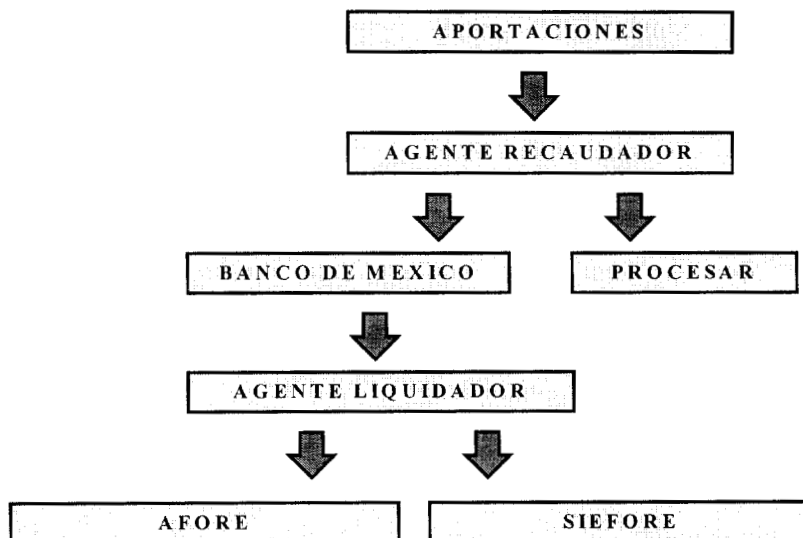 APORTACIONES
AGENTE RECAUDADOR
BANCO DE MEXICO
PROCESAR
AGENTE LIQUIDADOR
AFORE
SIEFORE